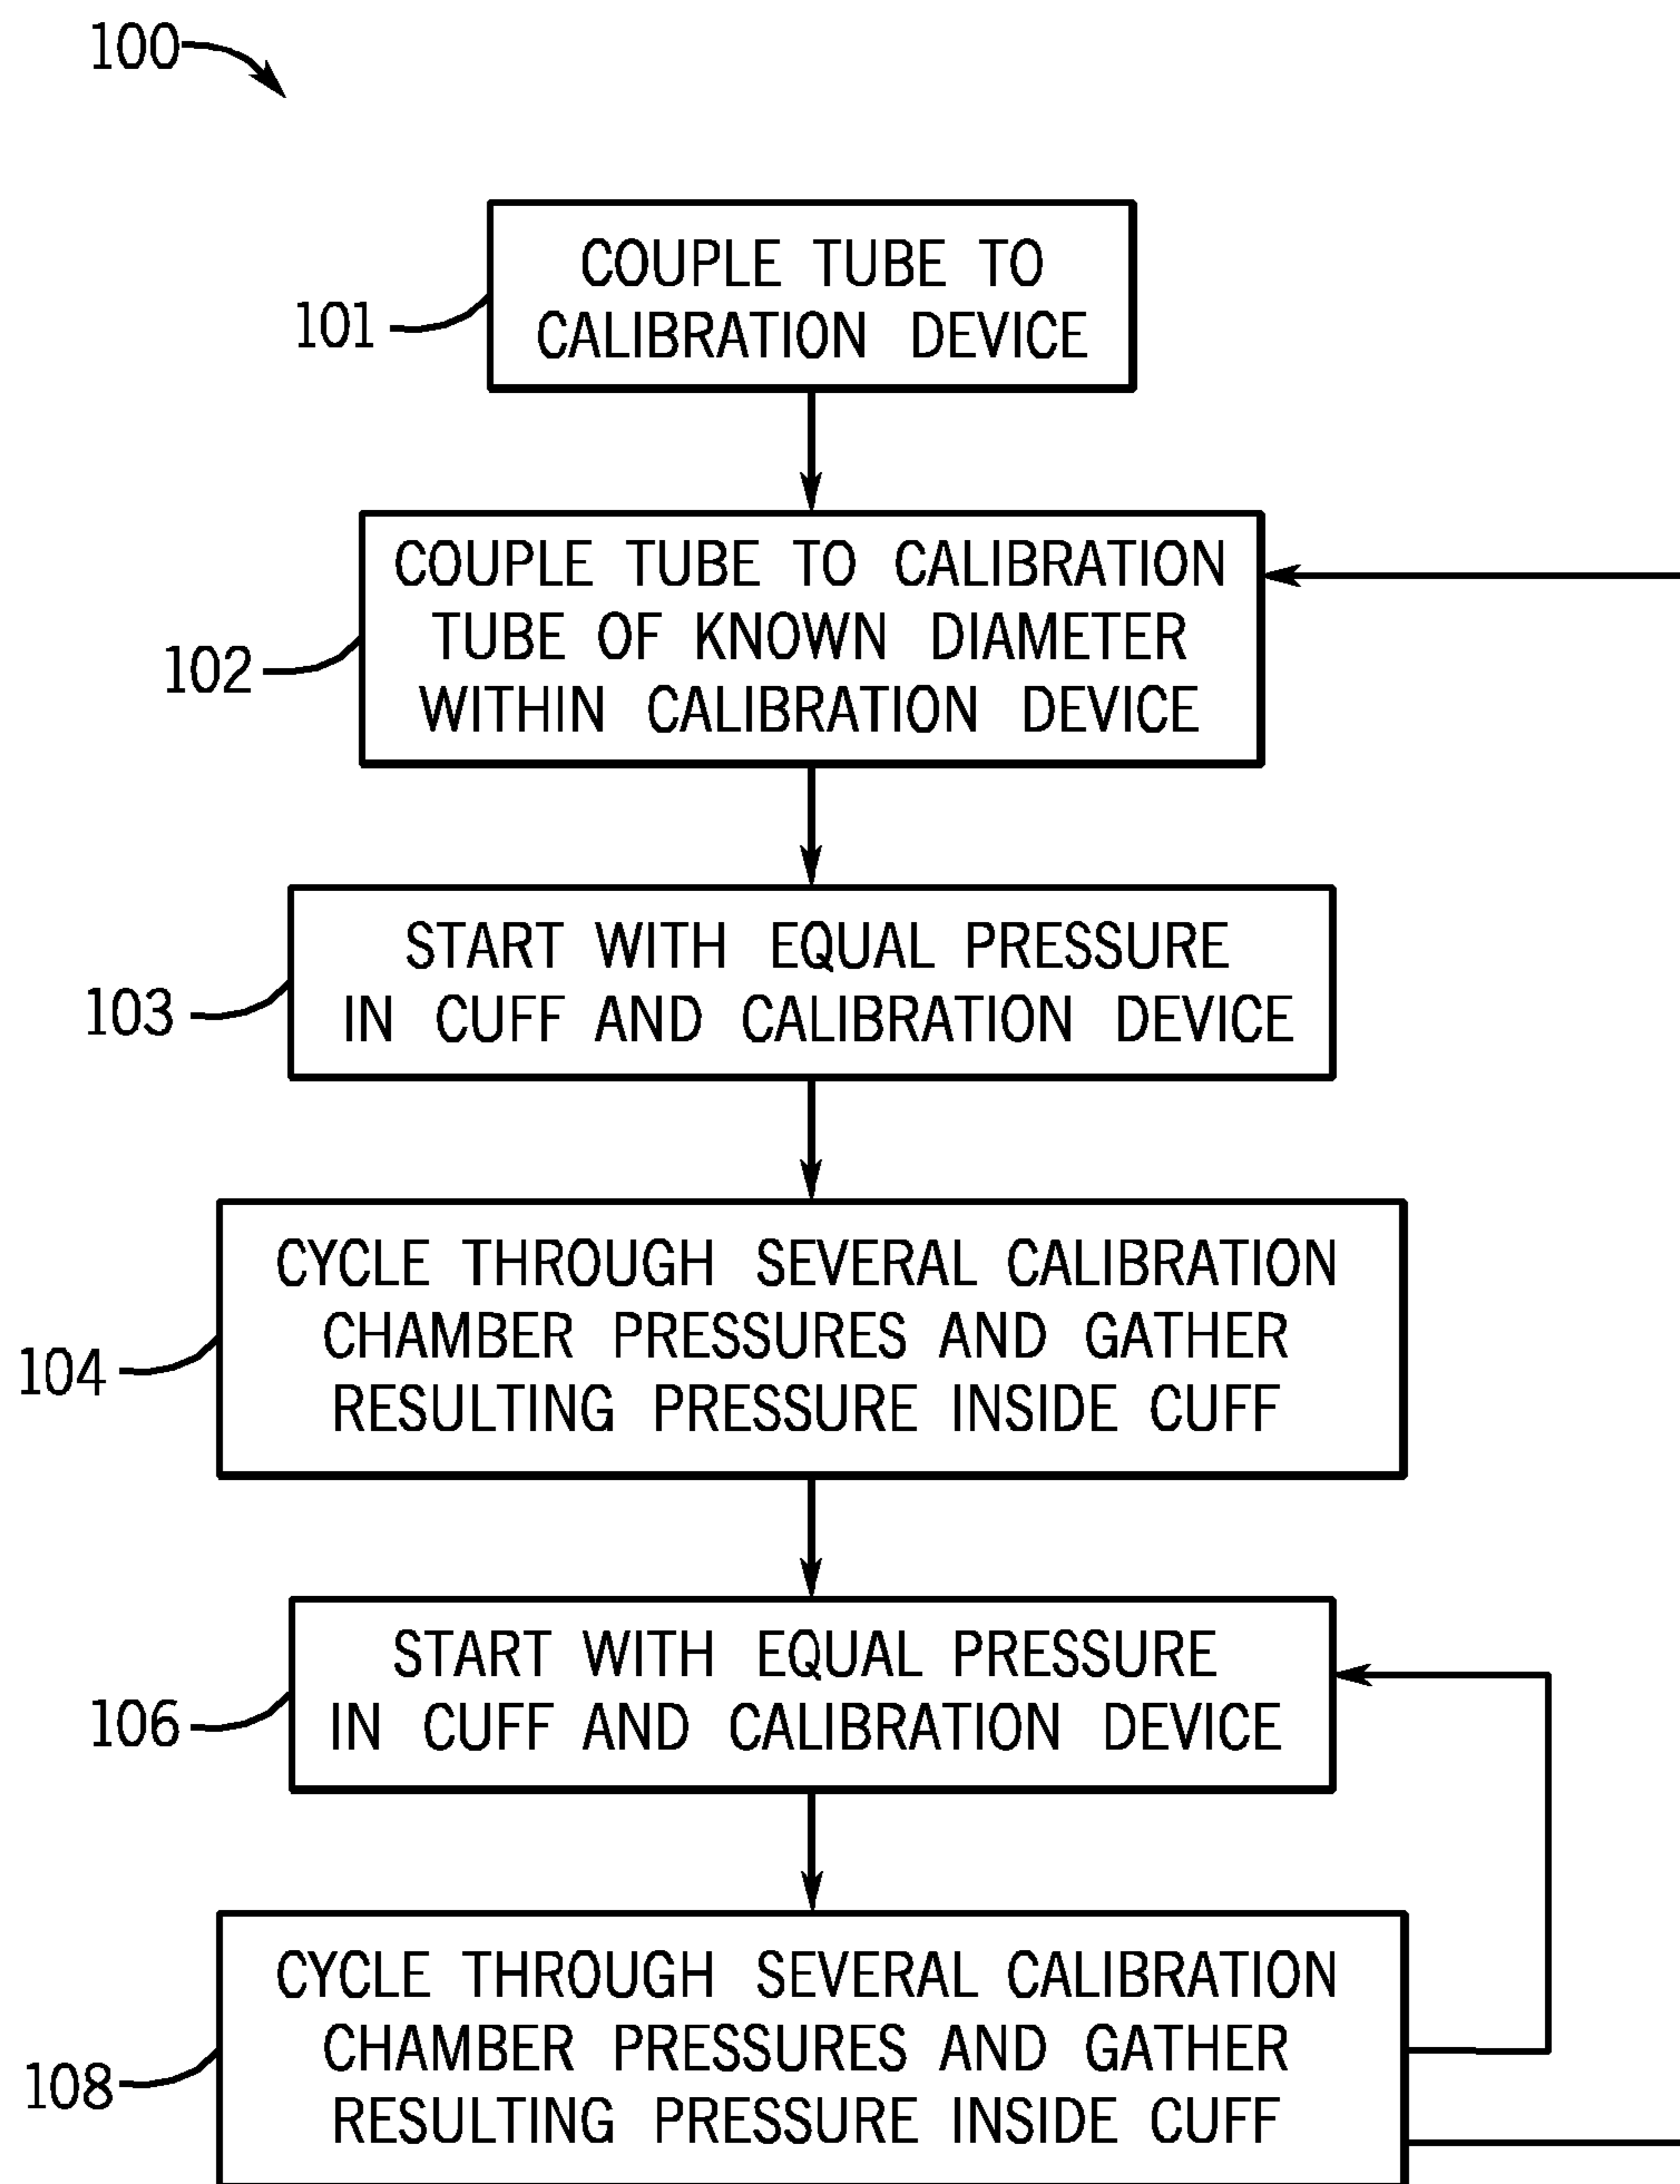 100
COUPLE TUBE TO
CALIBRATION DEVICE
101
COUPLE TUBE TO CALIBRATION
TUBE OF KNOWN DIAMETER
WITHIN CALIBRATION DEVICE
102
START WITH EQUAL PRESSURE
IN CUFF AND CALIBRATION DEVICE
103
CYCLE THROUGH SEVERAL CALIBRATION
CHAMBER PRESSURES AND GATHER
RESULTING PRESSURE INSIDE CUFF
104
START WITH EQUAL PRESSURE
IN CUFF AND CALIBRATION DEVICE
106
CYCLE THROUGH SEVERAL CALIBRATION
CHAMBER PRESSURES AND GATHER
RESULTING PRESSURE INSIDE CUFF
108